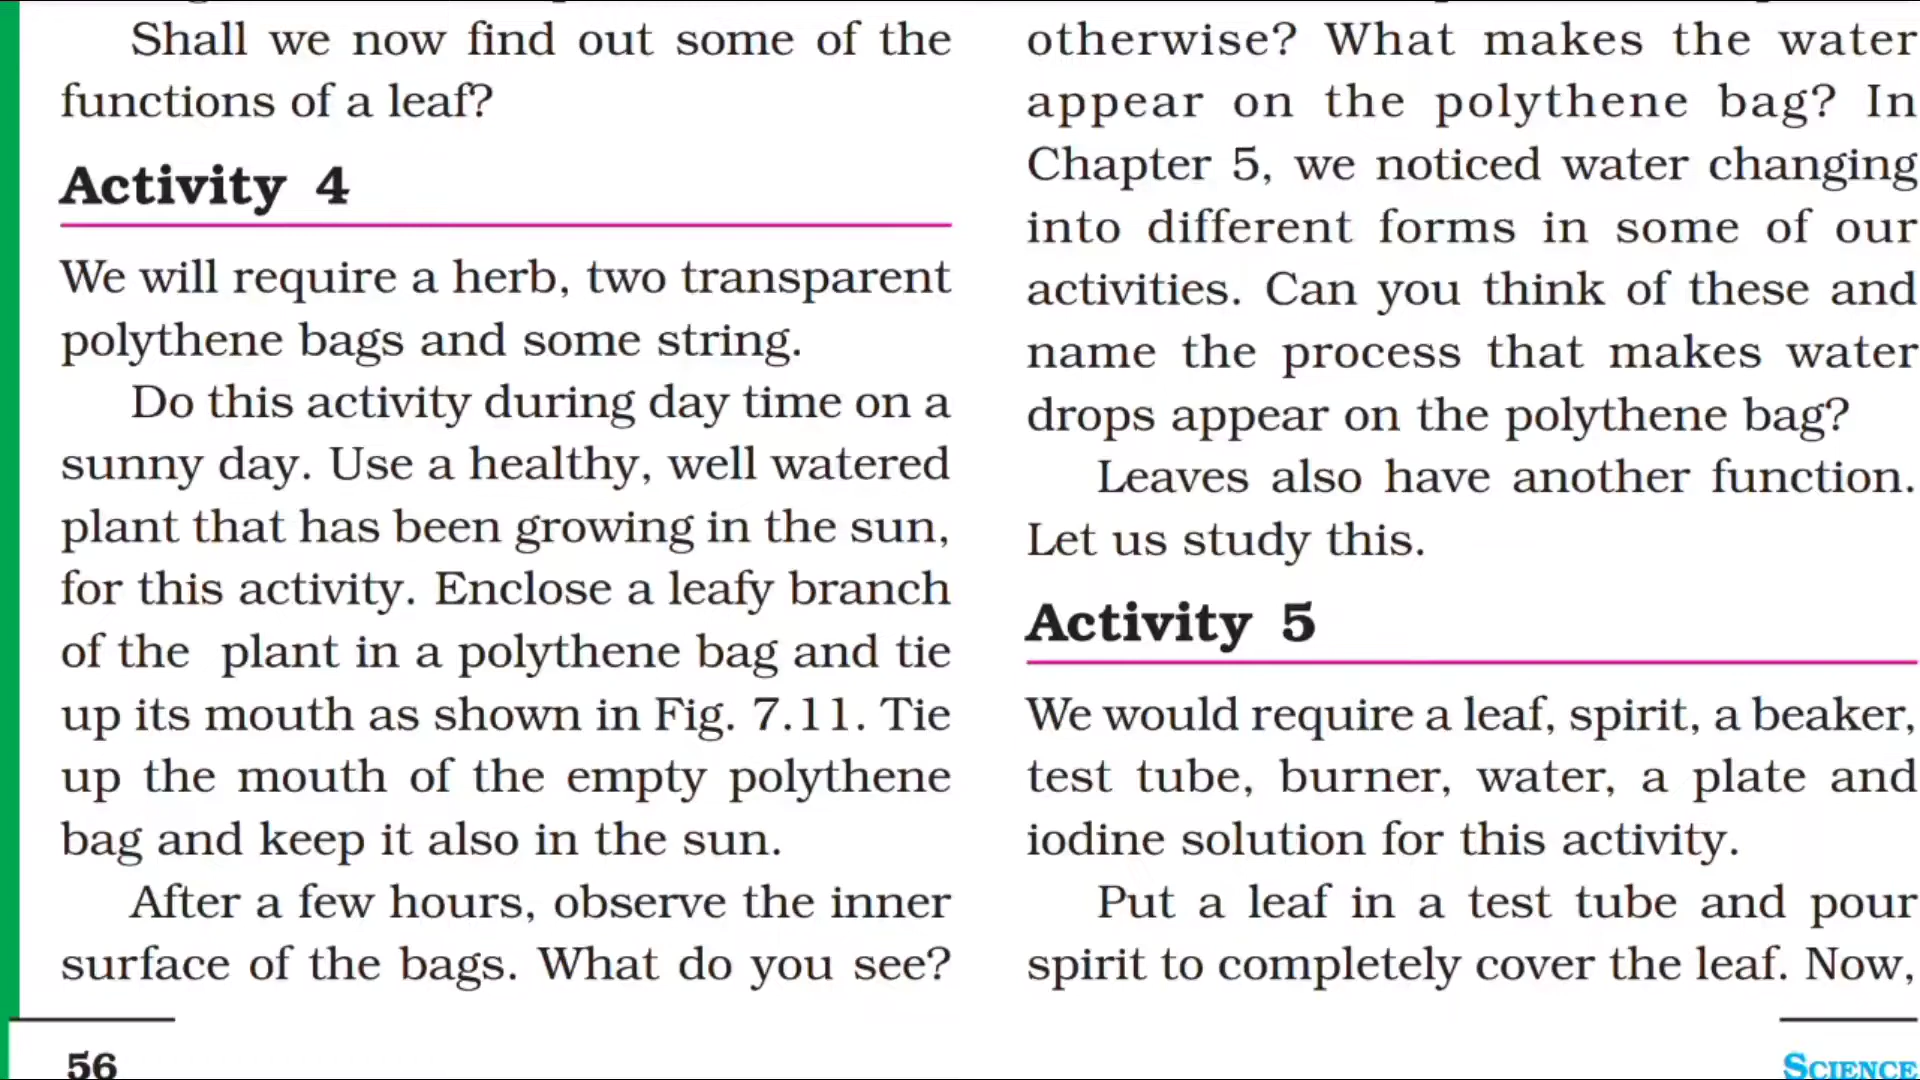 Shall we now find out some of the
functions of a leaf?
Activity 4
We will require a herb, two transparent
polythene bags and some string.
Do this activity during day time on a
sunny day. Use a healthy, well watered
plant that has been growing in the sun,
for this activity. Enclose a leafy branch
of the plant in a polythene bag and tie
up its mouth as shown in Fig. 7.11. Tie
up the mouth of the empty polythene
bag and keep it also in the sun.
After a few hours, observe the inner
surface of the bags. What do you see?
56
otherwise? What makes the water
appear on the polythene bag? In
Chapter 5, we noticed water changing
into different forms in some of our
activities. Can you think of these and
name the process that makes water
drops appear on the polythene bag?
Leaves also have another function.
Let us study this.
Activity 5
We would require a leaf, spirit, a beaker,
test tube, burner, water, a plate and
iodine solution for this activity.
Put a leaf in a test tube and pour
spirit to completely cover the leaf. Now,
SCIENCE